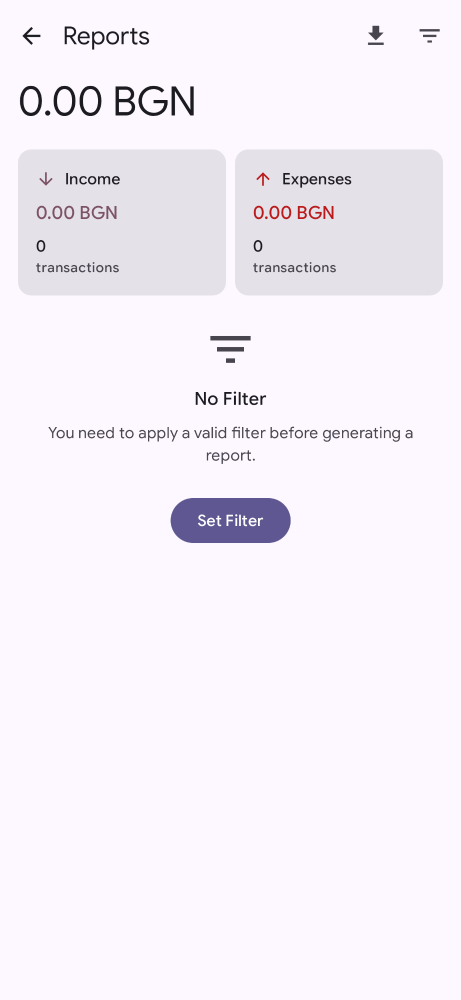 Reports
0.00 BGN
Income
0.00 BGN
0
transactions
Expenses
0.00 BGN
0
transactions
No Filter
You need to apply a valid filter before generating a
report.
Set Filter